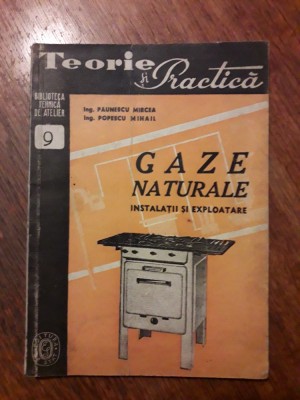 Teorie
și Practică
BIBLIOTECA
TEHNICĂ
DE ATELIER
9
Ing. PAUNESCU MIRCEA
Ing. POPESCU MIHAIL
GAZE
NATURALE
INSTALAȚII ȘI EXPLOATARE